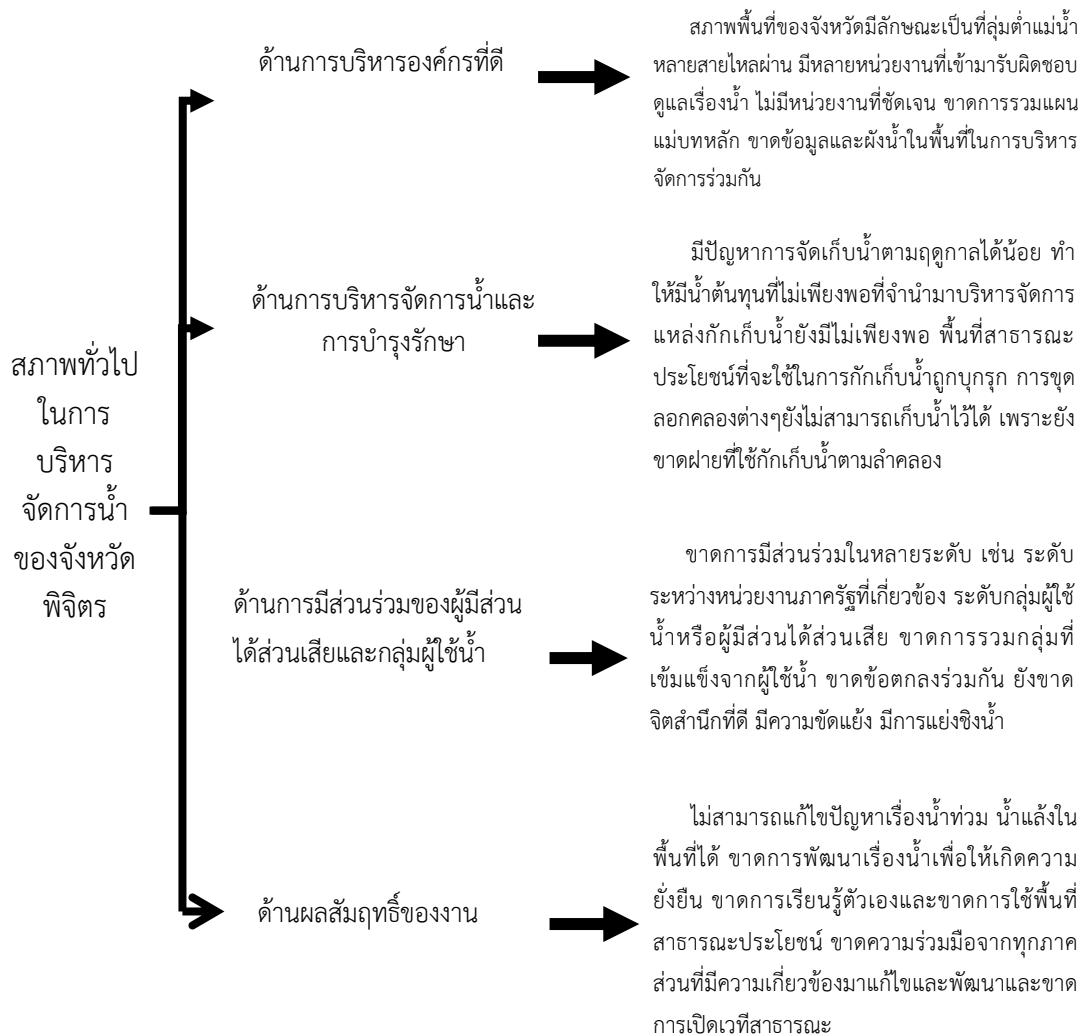 สภาพทั่วไป
ในการ
บริหาร
จัดการน้ำ
ของจังหวัด
พิจิตร
ด้านการบริหารองค์กรที่ดี
สภาพพื้นที่ของจังหวัดมีลักษณะเป็นที่ลุ่มต่ำแม่น้ำ
หลายสายไหลผ่าน มีหลายหน่วยงานที่เข้ามารับผิดชอบ
ดูแลเรื่องน้ำ ไม่มีหน่วยงานที่ชัดเจน ขาดการรวมแผน
แม่บทหลัก ขาดข้อมูลและผังน้ำในพื้นที่ในการบริหาร
จัดการร่วมกัน
ด้านการบริหารจัดการน้ำและ
การบำรุงรักษา
มีปัญหาการจัดเก็บน้ำตามฤดูกาลได้น้อย ทำ
ให้มีน้ำต้นทุนที่ไม่เพียงพอที่จำนำมาบริหารจัดการ
แหล่งกักเก็บน้ำยังมีไม่เพียงพอ พื้นที่สาธารณะ
ประโยชน์ที่จะใช้ในการกักเก็บน้ำถูกบุกรุก การขุด
ลอกคลองต่างๆยังไม่สามารถเก็บน้ำไว้ได้ เพราะยัง
ขาดฝายที่ใช้กักเก็บน้ำตามลำคลอง
ด้านการมีส่วนร่วมของผู้มีส่วน
ได้ส่วนเสียและกลุ่มผู้ใช้น้ำ
ขาดการมีส่วนร่วมในหลายระดับ เช่น ระดับ
ระหว่างหน่วยงานภาครัฐที่เกี่ยวข้อง ระดับกลุ่มผู้ใช้
น้ำหรือผู้มีส่วนได้ส่วนเสีย ขาดการรวมกลุ่มที่
เข้มแข็งจากผู้ใช้น้ำ ขาดข้อตกลงร่วมกัน ยังขาด
จิตสำนึกที่ดี มีความขัดแย้ง มีการแย่งชิงน้ำ
ด้านผลสัมฤทธิ์ของงาน
ไม่สามารถแก้ไขปัญหาเรื่องน้ำท่วม น้ำแล้งใน
พื้นที่ได้ ขาดการพัฒนาเรื่องน้ำเพื่อให้เกิดความ
ยั่งยืน ขาดการเรียนรู้ตัวเองและขาดการใช้พื้นที่
สาธารณะประโยชน์ ขาดความร่วมมือจากทุกภาค
ส่วนที่มีความเกี่ยวข้องมาแก้ไขและพัฒนาและขาด
การเปิดเวทีสาธารณะ